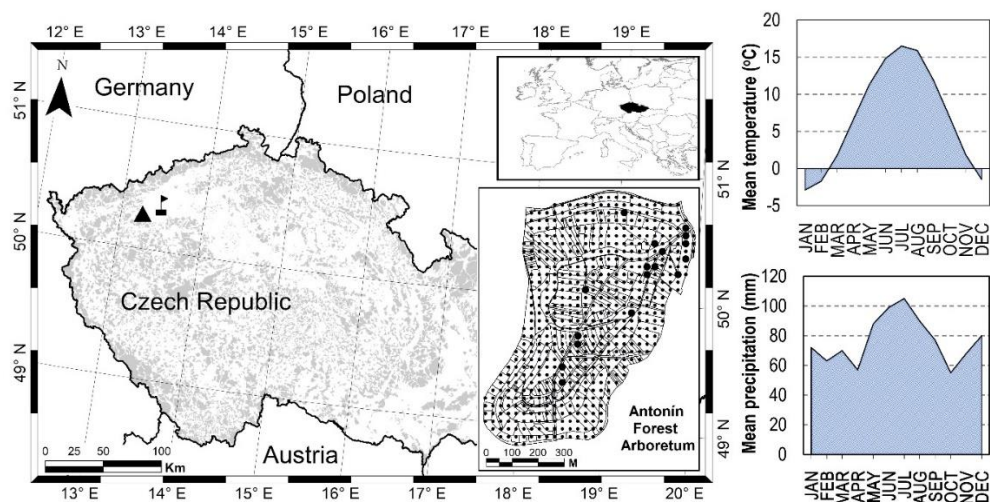 12° E 13° E 14° E 15° E 16° E 17° E 18° E 19° E
N
Germany
Poland
Czech Republic
Austria
51° N
50° N
49° N
51° N
50° N
49° N
0 25 50 100
Km
13° E 14° E 15° E 16° E 17° E 18° E 19° E 20° E
Antonín
Forest
Arboretum
0 100 200 300
M
Mean temperature (°C)
20
15
10
5
0
-5
JAN FEB MAR APR MAY JUN JUL AUG SEP OCT NOV DEC
Mean precipitation (mm)
120
100
80
60
40
20
0
JAN FEB MAR APR MAY JUN JUL AUG SEP OCT NOV DEC